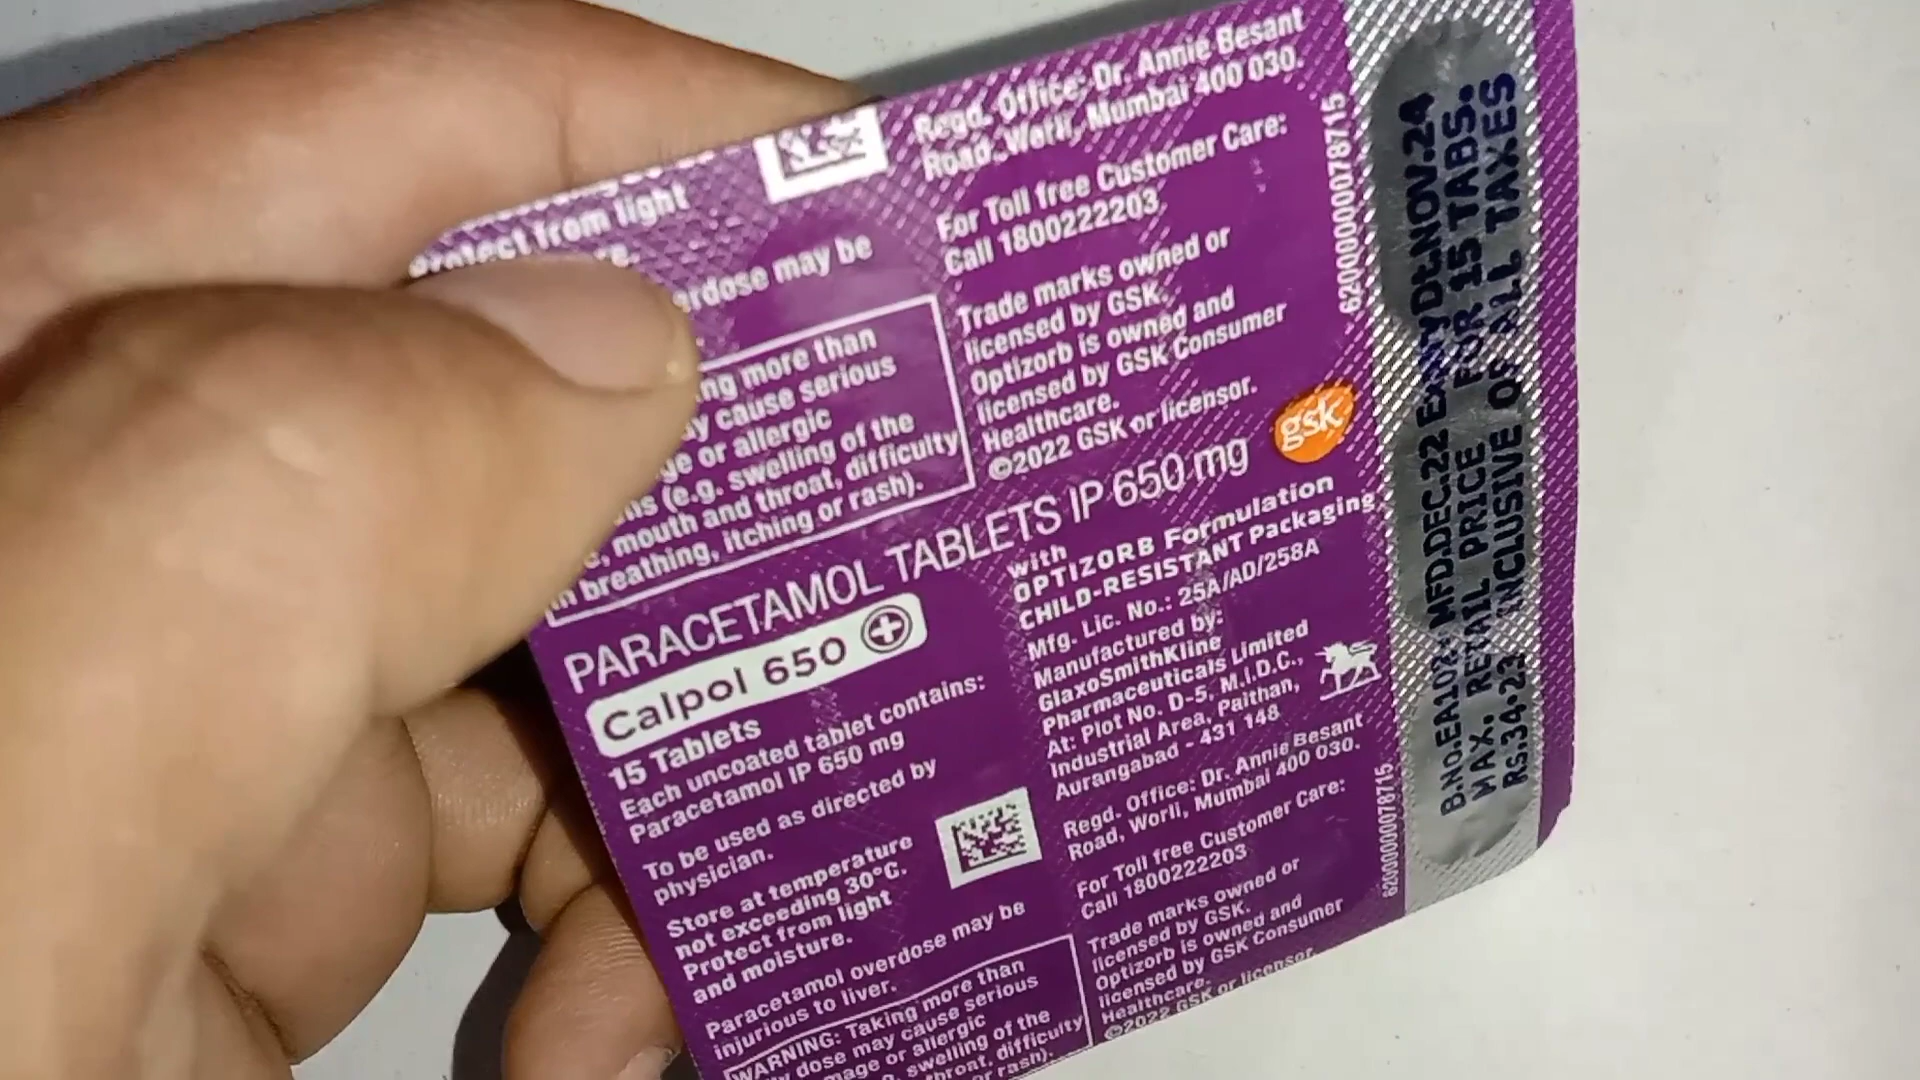 Protect from light
Regd. Office: Dr. Annie Besant
Road, Worli, Mumbai 400 030.
For Toll free Customer Care:
Call 1800222203
may be
Trade marks owned or
licensed by GSK.
Optizorb is owned and
licensed by GSK Consumer
Healthcare.
©2022 GSK or licensor.
more than
cause serious
or allergic
(e.g. swelling of the
mouth and throat, difficulty
in breathing, itching or rash).
gsk
PARACETAMOL TABLETS IP 650 mg
Calpol 650
15 Tablets
Each uncoated tablet contains:
Paracetamol IP 650 mg
To be used as directed by
physician.
Store at temperature
not exceeding 30°C.
Protect from light
and moisture.
Paracetamol overdose may be
injurious to liver.
WARNING: Taking more than
dose may cause serious
or allergic
swelling of the
throat, difficulty
or rash).
with
OPTIZORB Formulation
CHILD-RESISTANT Packaging
Mfg. Lic. No.: 25A/AD/258A
Manufactured by:
GlaxoSmithKline
Pharmaceuticals Limited
At: Plot No. D-5, M.I.D.C.,
Industrial Area, Paithan,
Aurangabad - 431 148
Regd. Office: Dr. Annie Besant
Road, Worli, Mumbai 400 030.
For Toll free Customer Care:
Call 1800222203
Trade marks owned or
licensed by GSK.
Optizorb is owned and
licensed by GSK Consumer
Healthcare.
©2022 GSK or licensor.
62000000078715
62000000078715
B.NO.EA102 MFD.DEC.22 EXPYDt.NOV.24
MAX. RETAIL PRICE FOR 15 TABS.
RS.34.23 INCLUSIVE OF ALL TAXES